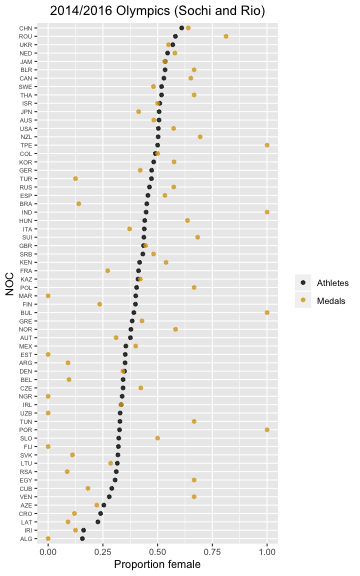 2014/2016 Olympics (Sochi and Rio)
NOC
CHN
ROU
UKR
NED
JAM
BLR
CAN
SWE
THA
ISR
JPN
AUS
USA
NZL
TPE
COL
KOR
GER
TUR
RUS
ESP
BRA
IND
HUN
ITA
SUI
GBR
SRB
KEN
FRA
KAZ
POL
MAR
FIN
BUL
GRE
NOR
AUT
MEX
EST
ARG
DEN
BEL
CZE
NGR
IRL
UZB
TUN
POR
SLO
FIJ
SVK
LTU
RSA
EGY
CUB
VEN
AZE
CRO
LAT
IRI
ALG
0.00 0.25 0.50 0.75 1.00
Proportion female
Athletes
Medals